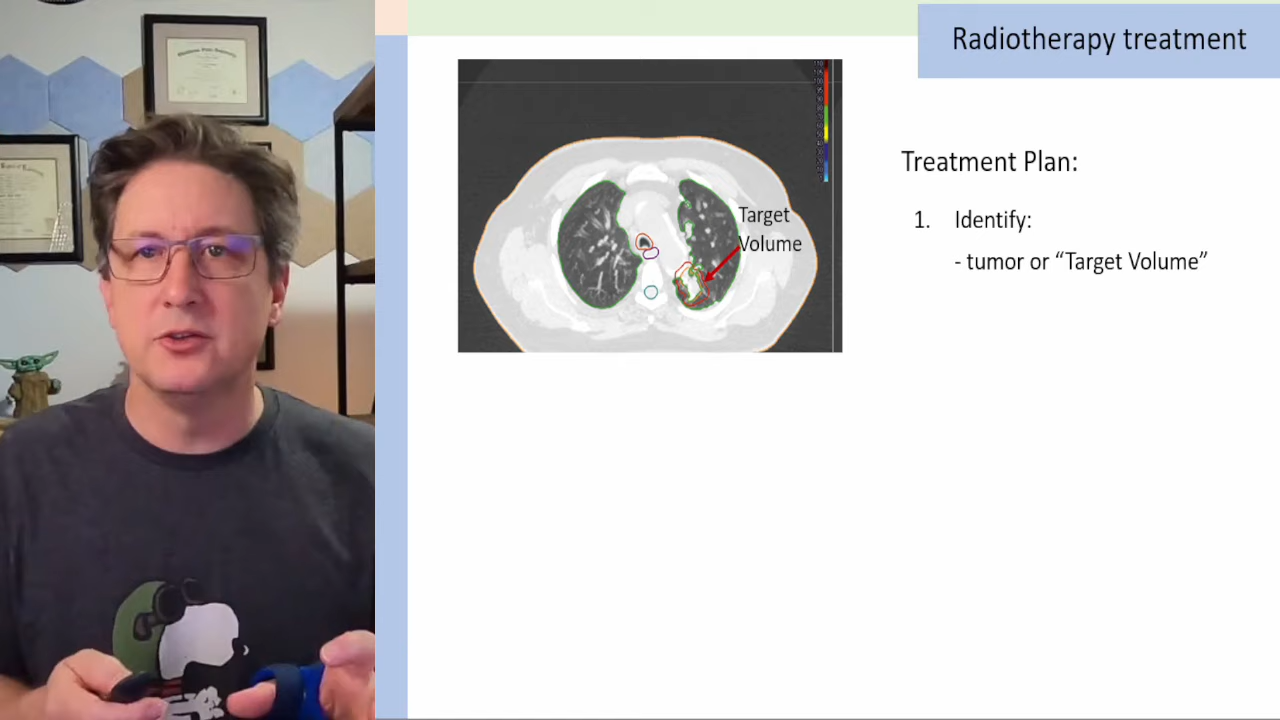 Radiotherapy treatment
Target
Volume
Treatment Plan:
1. Identify:
- tumor or “Target Volume”